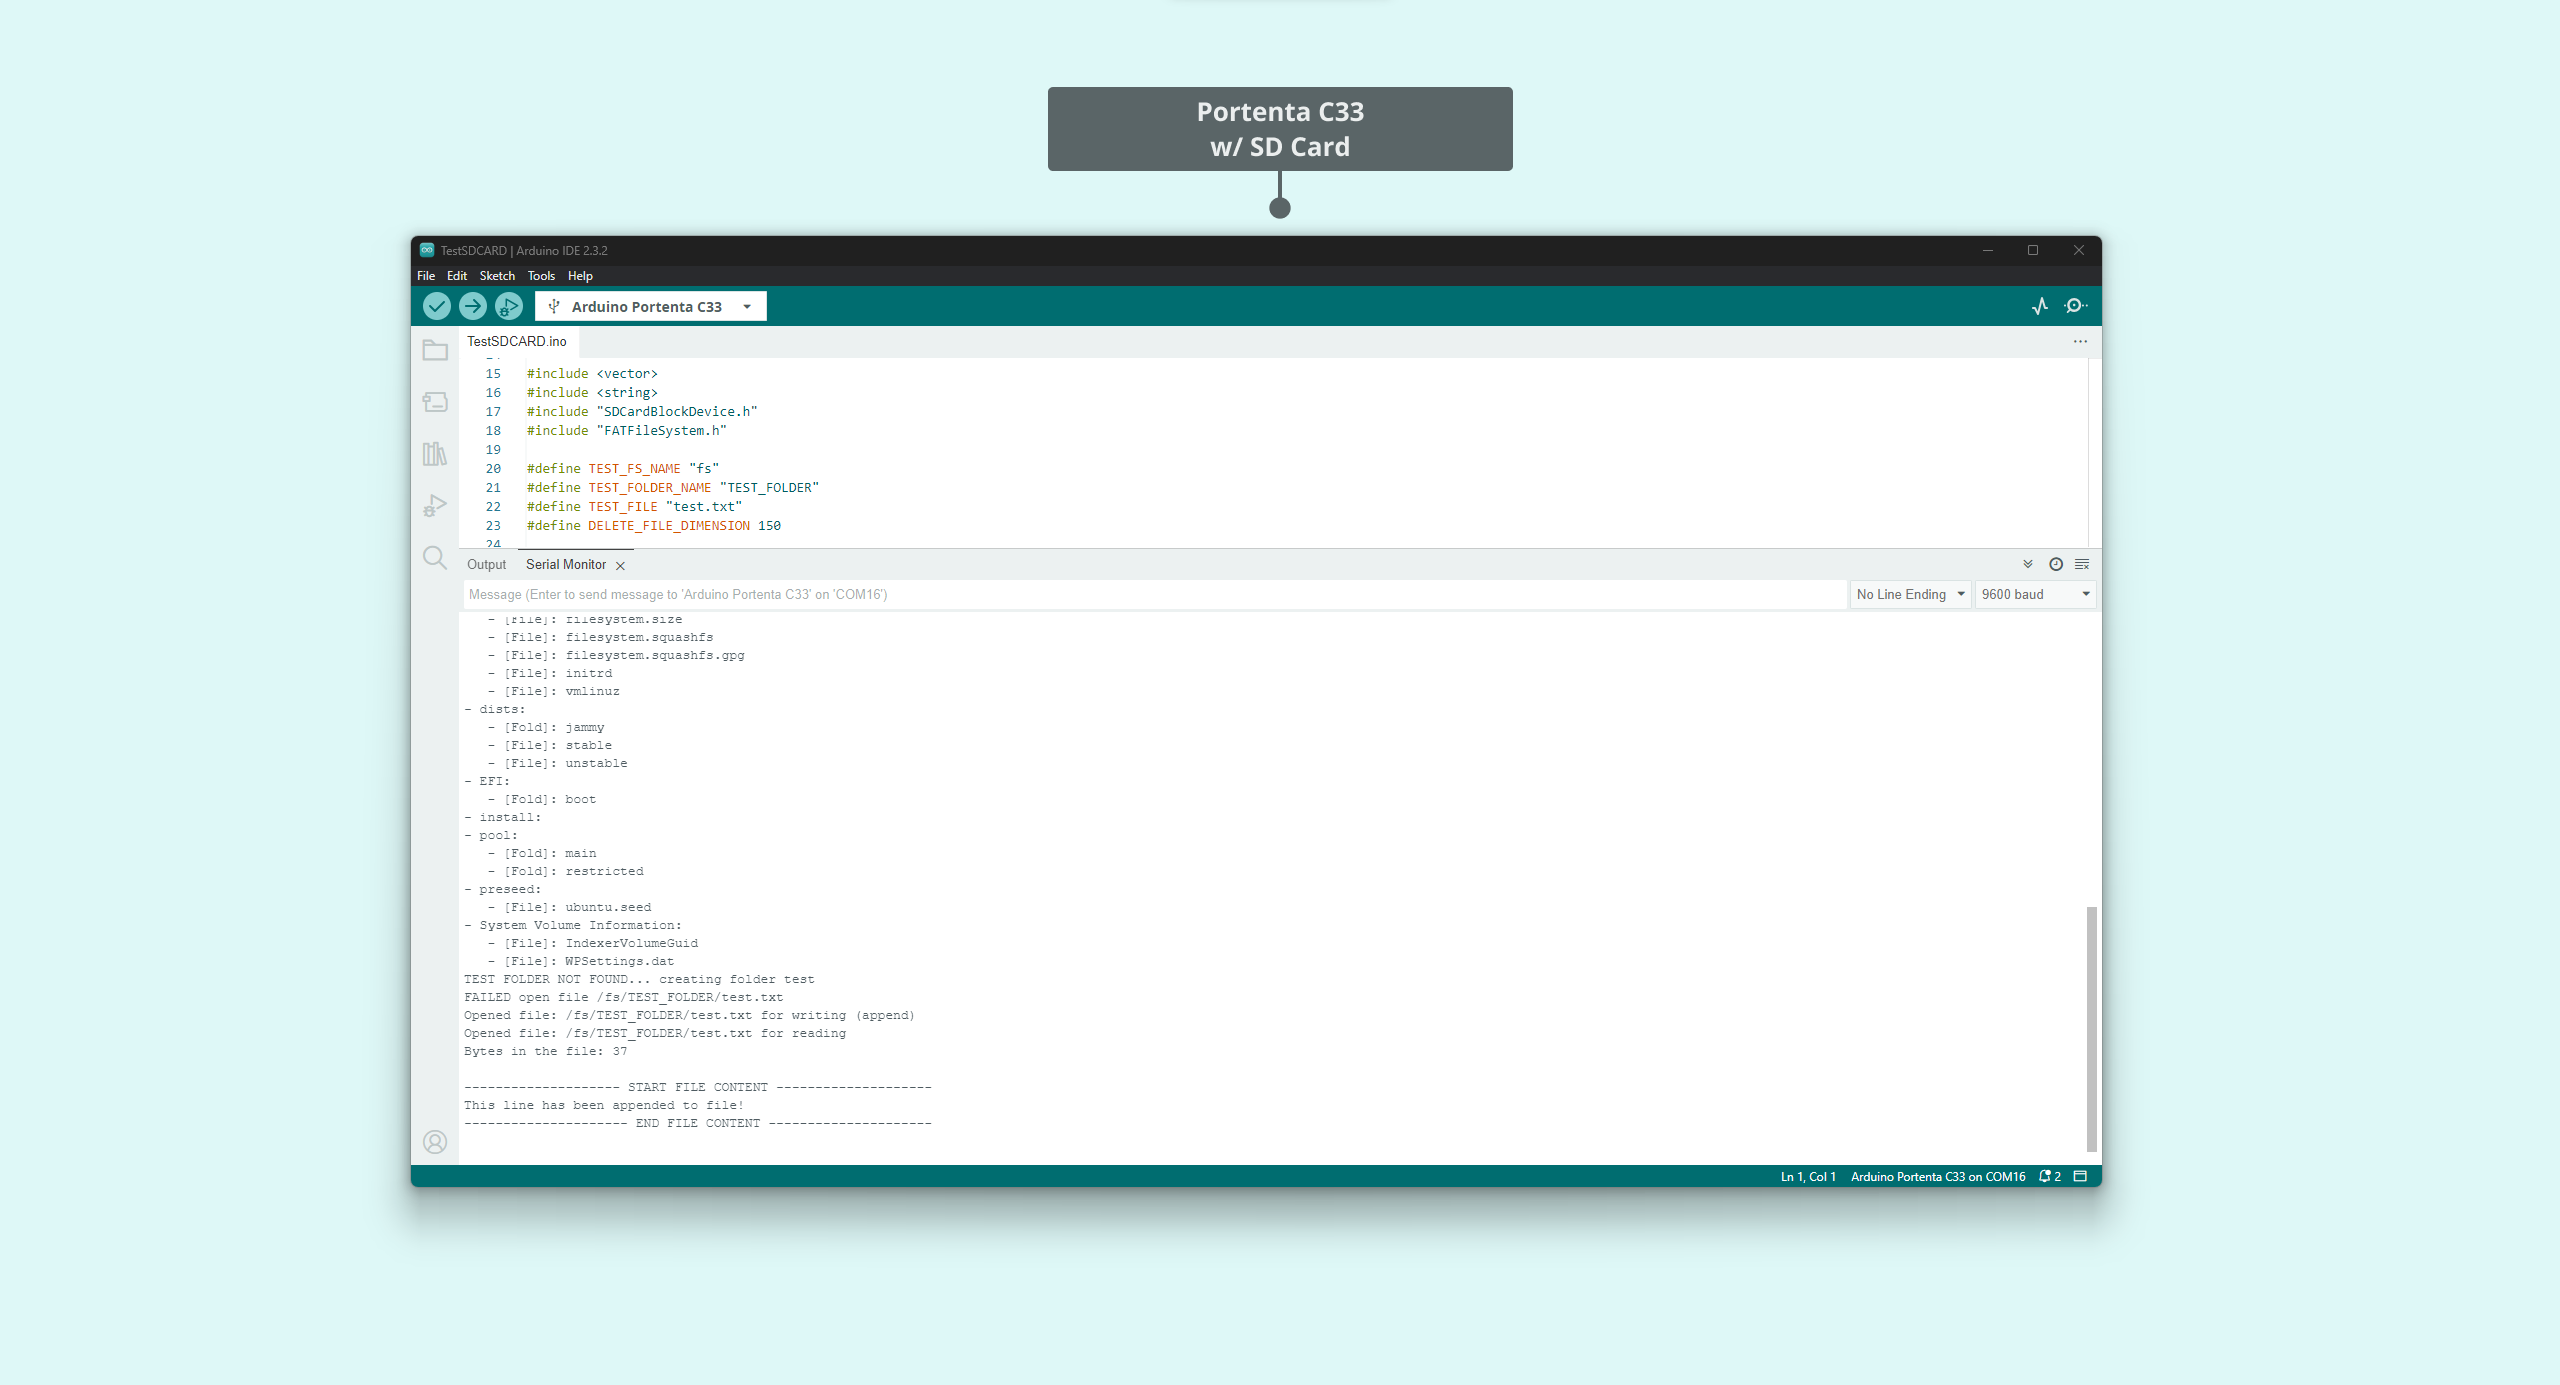 Portenta C33
w/ SD Card
TestSDCARD | Arduino IDE 2.3.2
File Edit Sketch Tools Help
Arduino Portenta C33
TestSDCARD.ino
15 #include <vector>
16 #include <string>
17 #include "SDCardBlockDevice.h"
18 #include "FATFileSystem.h"
19
20 #define TEST_FS_NAME "fs"
21 #define TEST_FOLDER_NAME "TEST_FOLDER"
22 #define TEST_FILE "test.txt"
23 #define DELETE_FILE_DIMENSION 150
24
Output Serial Monitor
Message (Enter to send message to 'Arduino Portenta C33' on 'COM16') No Line Ending 9600 baud
- [File]: filesystem.size
- [File]: filesystem.squashfs
- [File]: filesystem.squashfs.gpg
- [File]: initrd
- [File]: vmlinuz
- dists:
- [Fold]: jammy
- [File]: stable
- [File]: unstable
- EFI:
- [Fold]: boot
- install:
- pool:
- [Fold]: main
- [Fold]: restricted
- preseed:
- [File]: ubuntu.seed
- System Volume Information:
- [File]: IndexerVolumeGuid
- [File]: WPSettings.dat
TEST FOLDER NOT FOUND... creating folder test
FAILED open file /fs/TEST_FOLDER/test.txt
Opened file: /fs/TEST_FOLDER/test.txt for writing (append)
Opened file: /fs/TEST_FOLDER/test.txt for reading
Bytes in the file: 37
-------------------- START FILE CONTENT --------------------
This line has been appended to file!
--------------------- END FILE CONTENT ---------------------
Ln 1, Col 1 Arduino Portenta C33 on COM16 2